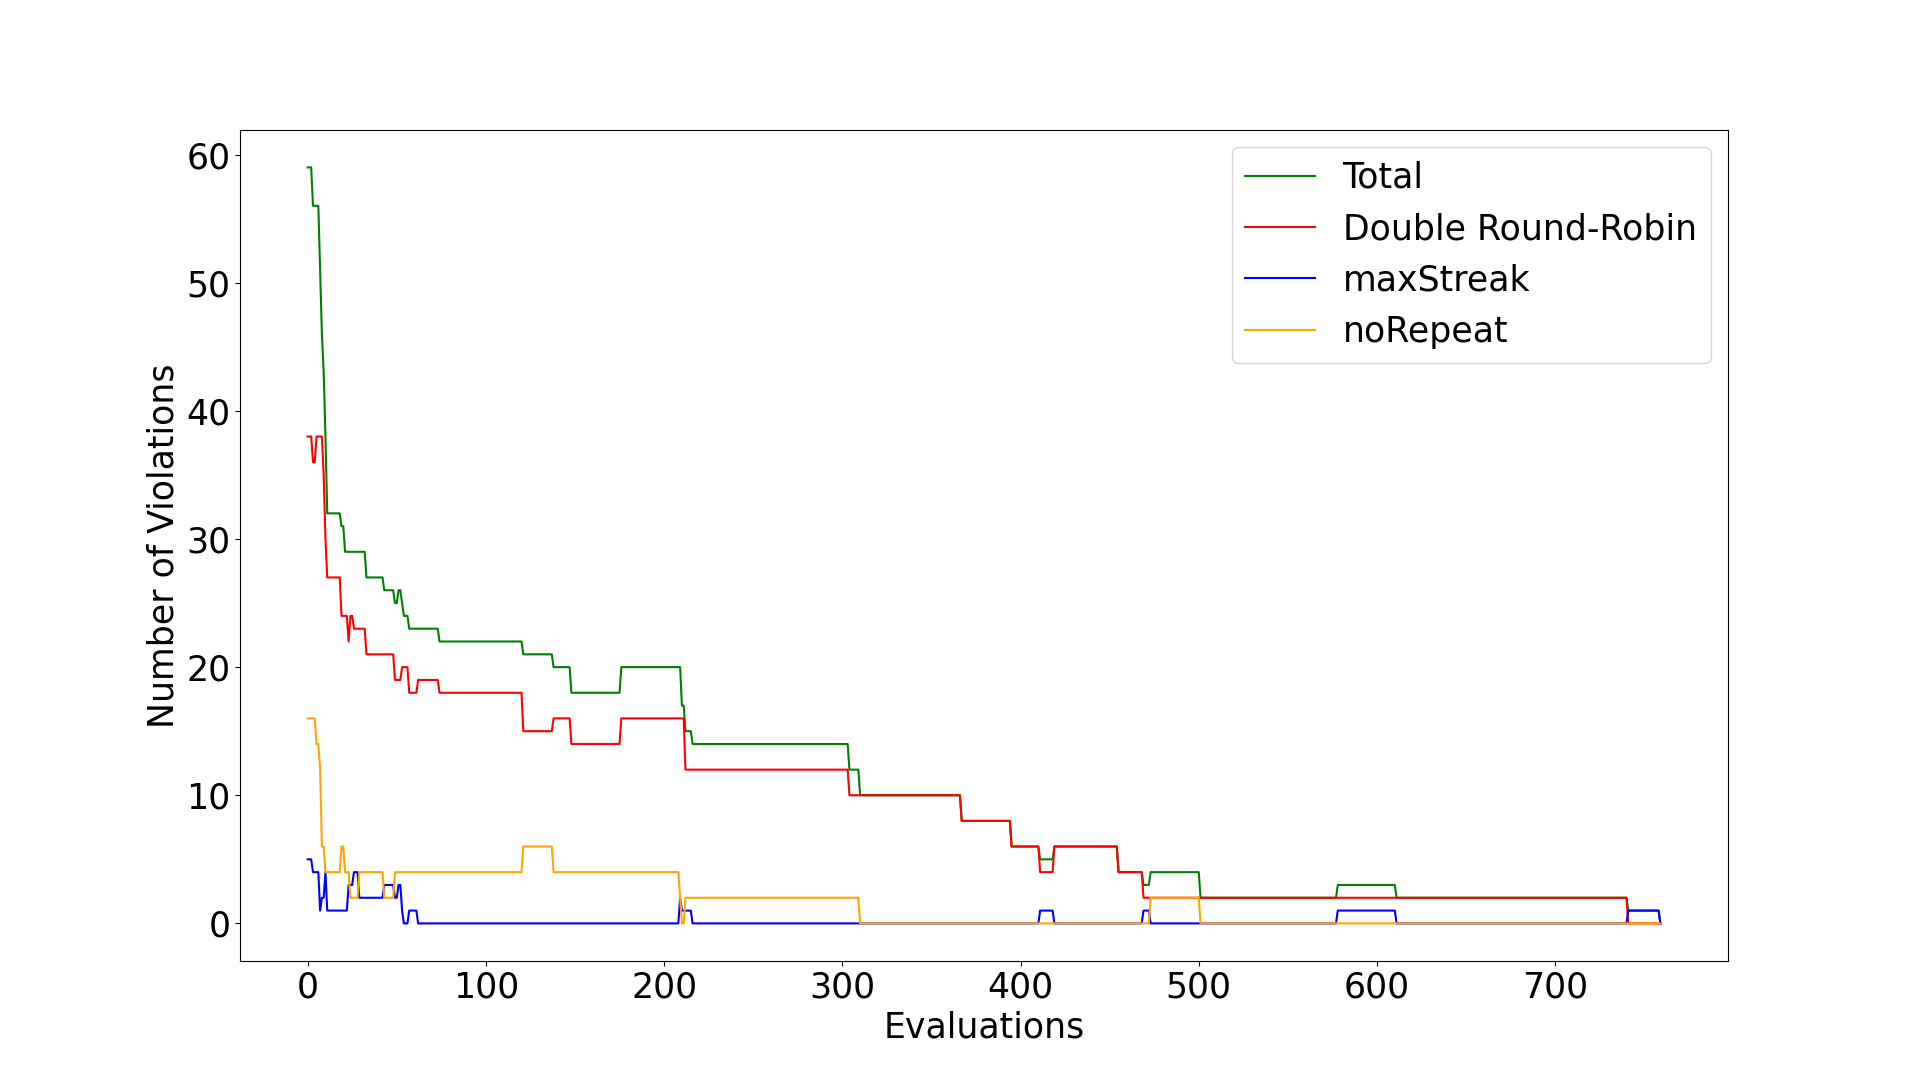 Total
Double Round-Robin
maxStreak
noRepeat
Number of Violations
60
50
40
30
20
10
0
0 100 200 300 400 500 600 700
Evaluations